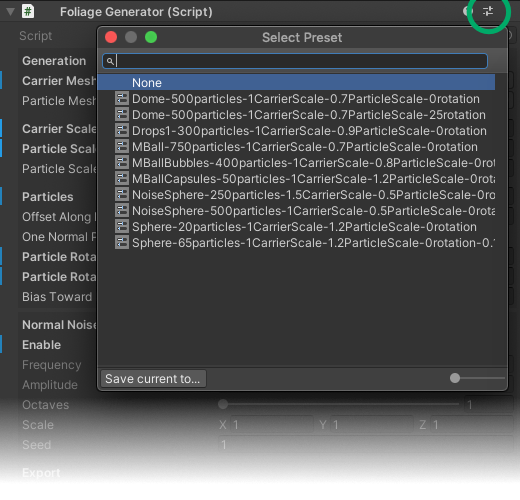 Foliage Generator (Script)
Script
Select Preset
Generation
Carrier Mesh
None
Particle Mes
Dome-500particles-1CarrierScale-0.7ParticleScale-0rotation
Dome-500particles-1CarrierScale-0.7ParticleScale-25rotation
Carrier Scale
Drops1-300particles-1CarrierScale-0.9ParticleScale-0rotation
Particle Scale
MBall-750particles-1CarrierScale-0.7ParticleScale-0rotation
Particle Scale
MBallBubbles-400particles-1CarrierScale-0.8ParticleScale-0rot
MBallCapsules-50particles-1CarrierScale-1.2ParticleScale-0rot
Particles
NoiseSphere-250particles-1.5CarrierScale-0.5ParticleScale-0ro
Offset Along
NoiseSphere-500particles-1CarrierScale-0.5ParticleScale-0rota
Sphere-20particles-1CarrierScale-1.2ParticleScale-0rotation
One Normal P
Sphere-65particles-1CarrierScale-1.2ParticleScale-0rotation-0.
Particle Rota
Particle Rota
Bias Toward
Normal Noise
Enable
Frequency
Save current to...
Amplitude
Octaves 1
Scale X 1 Y 1 Z 1
Seed 1
Export